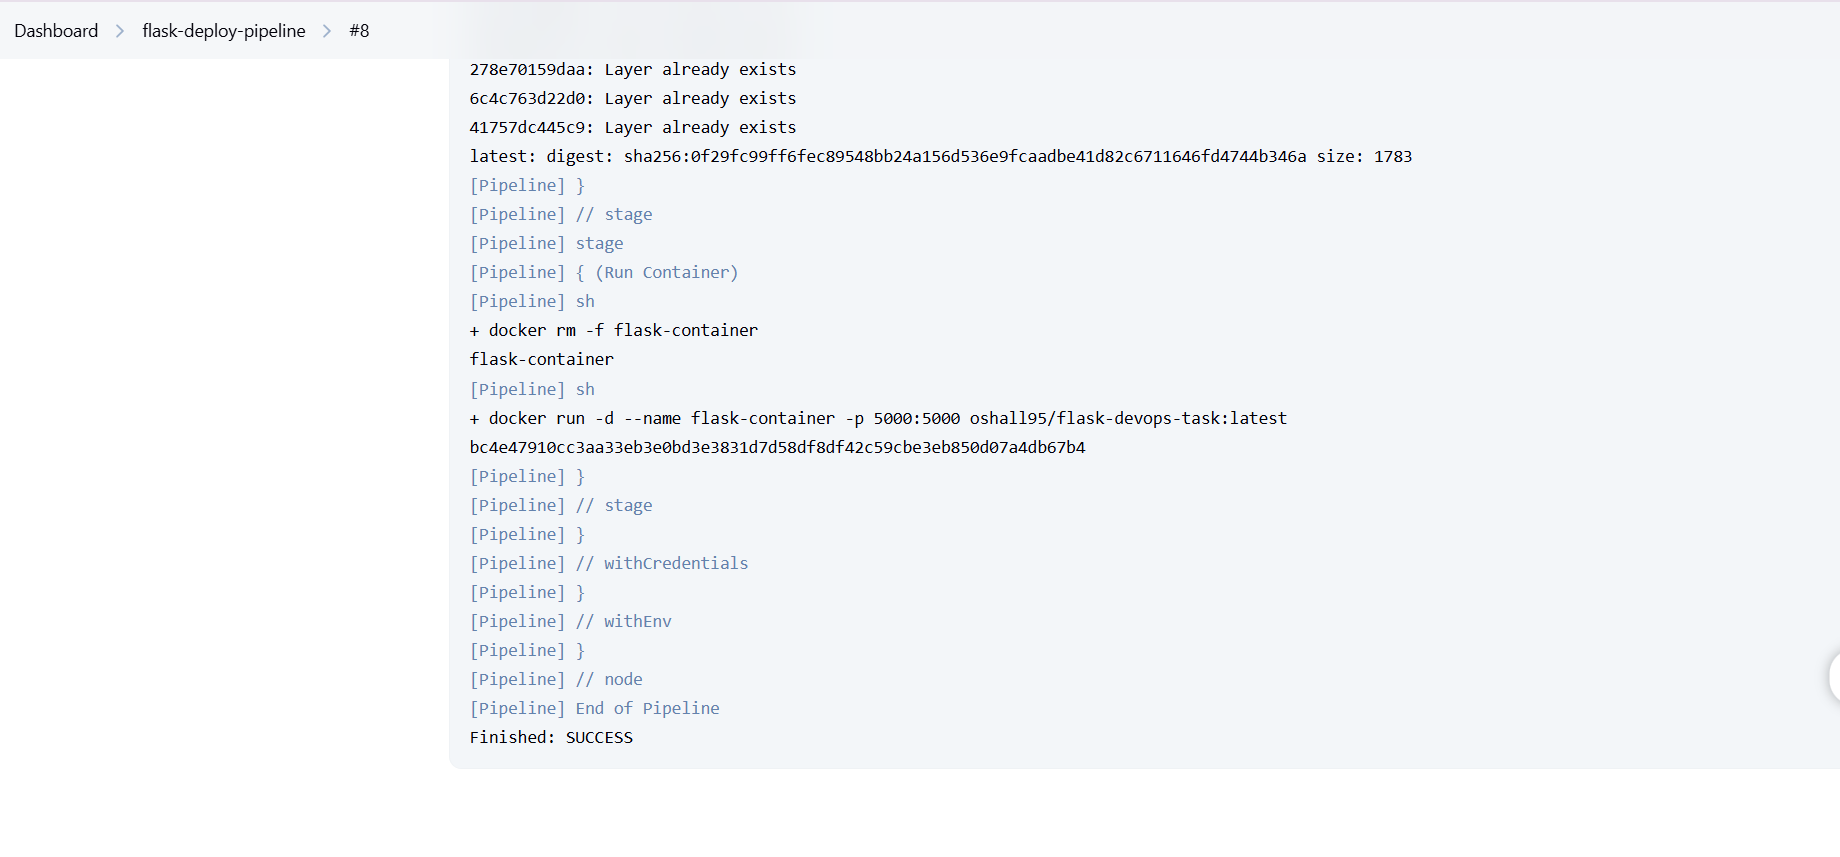 Dashboard > flask-deploy-pipeline > #8
278e70159daa: Layer already exists
6c4c763d22d0: Layer already exists
41757dc445c9: Layer already exists
latest: digest: sha256:0f29fc99ff6fec89548bb24a156d536e9fcaadbe41d82c6711646fd4744b346a size: 1783
[Pipeline] }
[Pipeline] // stage
[Pipeline] stage
[Pipeline] { (Run Container)
[Pipeline] sh
+ docker rm -f flask-container
flask-container
[Pipeline] sh
+ docker run -d --name flask-container -p 5000:5000 oshall95/flask-devops-task:latest
bc4e47910cc3aa33eb3e0bd3e3831d7d58df8df42c59cbe3eb850d07a4db67b4
[Pipeline] }
[Pipeline] // stage
[Pipeline] }
[Pipeline] // withCredentials
[Pipeline] }
[Pipeline] // withEnv
[Pipeline] }
[Pipeline] // node
[Pipeline] End of Pipeline
Finished: SUCCESS